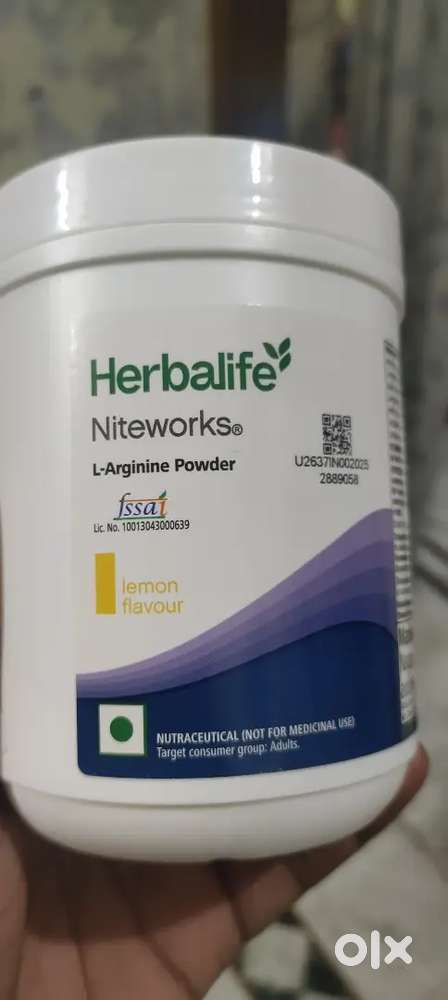 Herbalife
Niteworks®
L-Arginine Powder
fssai
Lic. No. 10013043000639
U2637IN002025
2889058
lemon
flavour
NUTRACEUTICAL (NOT FOR MEDICINAL USE)
Target consumer group: Adults.
olx